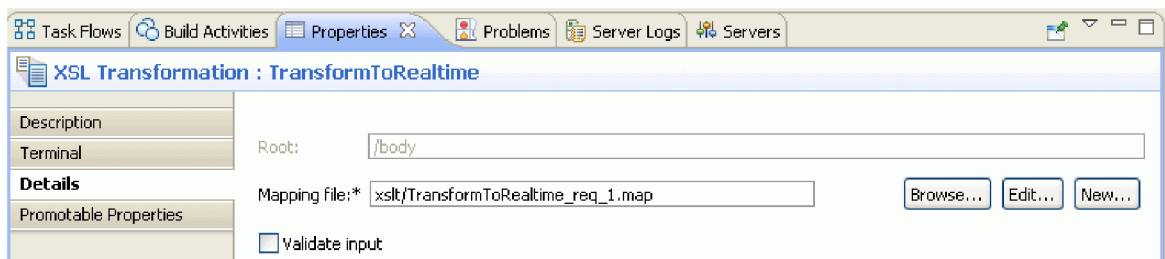 Task Flows Build Activities Properties Problems Server Logs Servers
XSL Transformation : TransformToRealtime
Description
Terminal
Details
Promotable Properties
Root: /body
Mapping file:* xslt/TransformToRealtime_req_1.map Browse... Edit... New...
Validate input